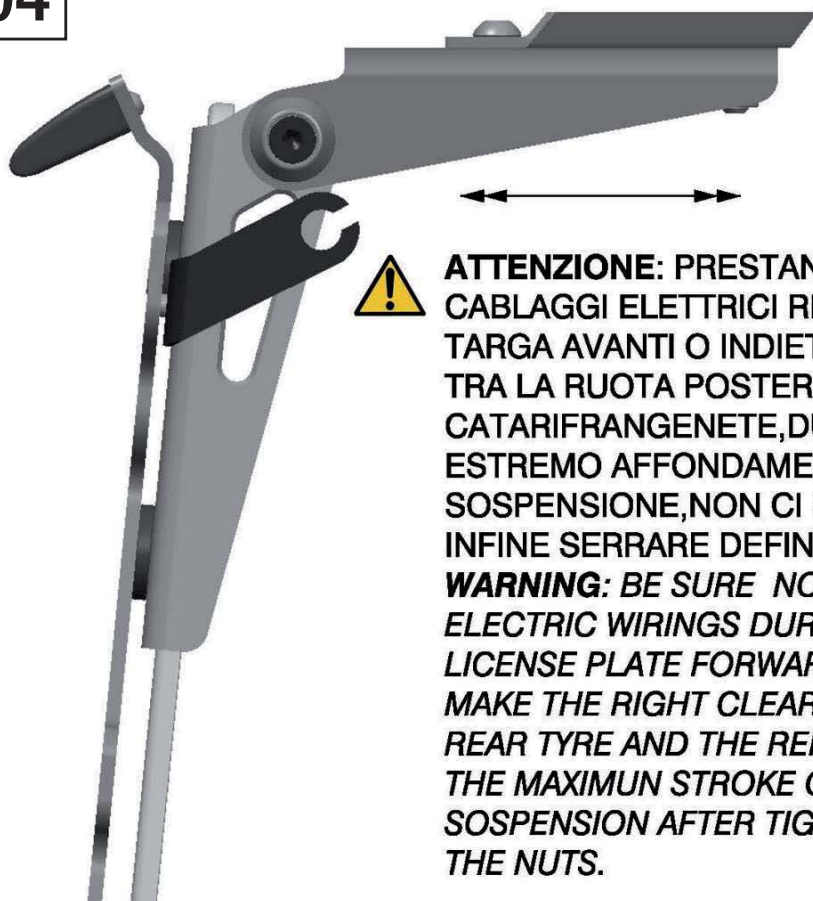 04
ATTENZIONE: PRESTAN
CABLAGGI ELETTRICI
TARGA AVANTI O INDIET
TRA LA RUOTA POSTER
CATARIFRANGENETE,DU
ESTREMO AFFONDAME
SOSPENSIONE,NON CI
INFINE SERRARE DEFIN
WARNING: BE SURE NO
ELECTRIC WIRINGS DUR
LICENSE PLATE FORWAR
MAKE THE RIGHT CLEAR
REAR TYRE AND THE REF
THE MAXIMUN STROKE
SOSPENSION AFTER TIG
THE NUTS.